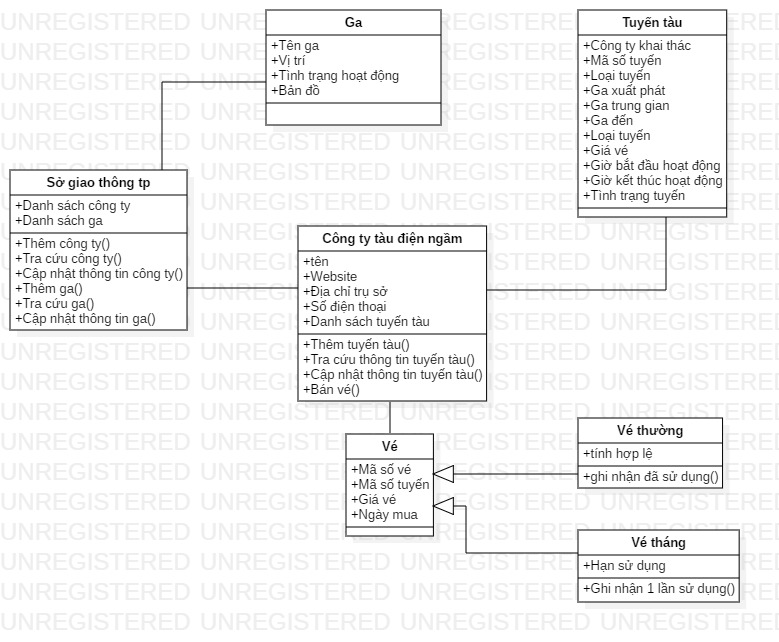 Ga
+Tên ga
+Vị trí
+Tình trạng hoạt động
+Bản đồ
Tuyến tàu
+Công ty khai thác
+Mã số tuyến
+Loại tuyến
+Ga xuất phát
+Ga trung gian
+Ga đến
+Loại tuyến
+Giá vé
+Giờ bắt đầu hoạt động
+Giờ kết thúc hoạt động
+Tình trạng tuyến
Sở giao thông tp
+Danh sách công ty
+Danh sách ga
+Thêm công ty()
+Tra cứu công ty()
+Cập nhật thông tin công ty()
+Thêm ga()
+Tra cứu ga()
+Cập nhật thông tin ga()
Công ty tàu điện ngầm
+tên
+Website
+Địa chỉ trụ sở
+Số điện thoại
+Danh sách tuyến tàu
+Thêm tuyến tàu()
+Tra cứu thông tin tuyến tàu()
+Cập nhật thông tin tuyến tàu()
+Bán vé()
Vé
+Mã số vé
+Mã số tuyến
+Giá vé
+Ngày mua
Vé thường
+tính hợp lệ
+ghi nhận đã sử dụng()
Vé tháng
+Hạn sử dụng
+Ghi nhận 1 lần sử dụng()
UNREGISTERED